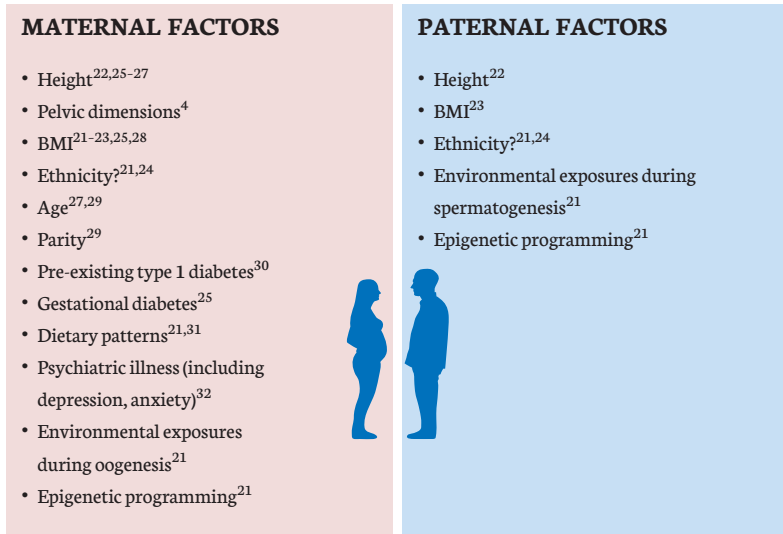 MATERNAL FACTORS
• Height22,25–27
• Pelvic dimensions4
• BMI21–23,25,28
• Ethnicity?21,24
• Age27,29
• Parity29
• Pre-existing type 1 diabetes30
• Gestational diabetes25
• Dietary patterns21,31
• Psychiatric illness (including
depression, anxiety)32
• Environmental exposures
during oogenesis21
• Epigenetic programming21
PATERNAL FACTORS
• Height22
• BMI23
• Ethnicity?21,24
• Environmental exposures during
spermatogenesis21
• Epigenetic programming21